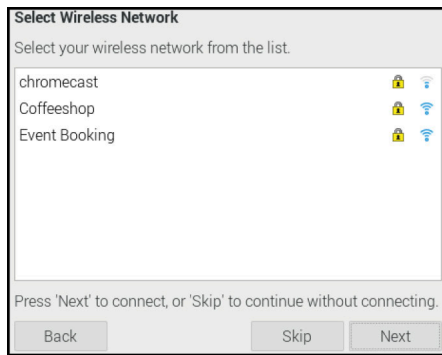 Select Wireless Network
Select your wireless network from the list.
chromecast
Coffeeshop
Event Booking
Press 'Next' to connect, or 'Skip' to continue without connecting.
Back Skip Next